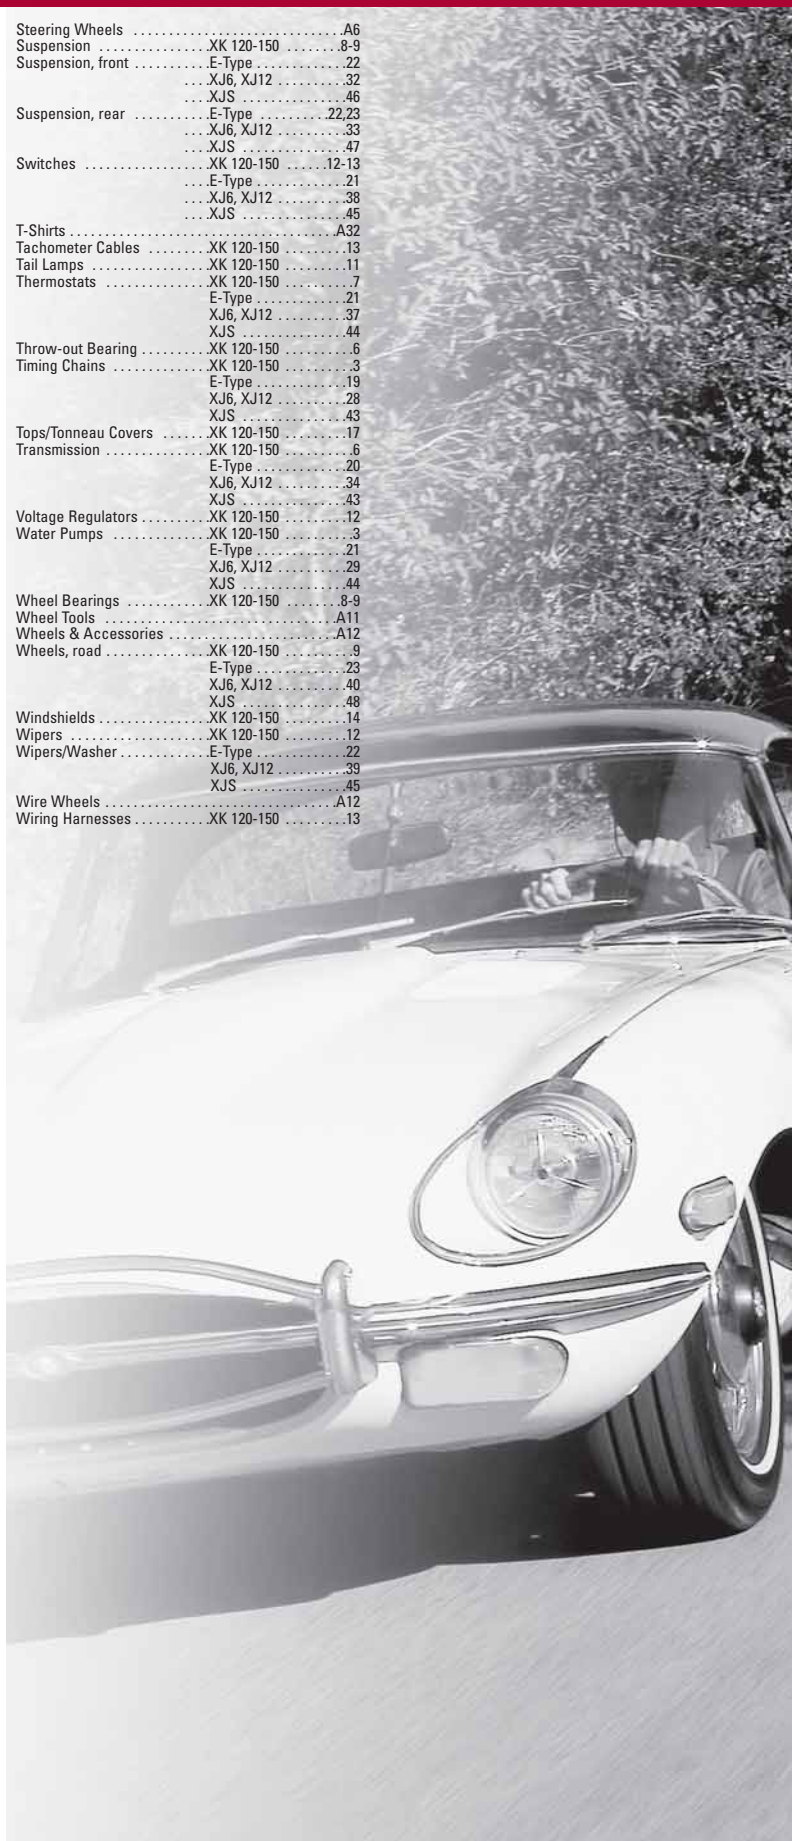 Steering Wheels . . . . . . . . . . . . . . . . . . . . . . . . . . . . . .A6
Suspension . . . . . . . . . . . . . . . .XK 120-150 . . . . . . . .8-9
Suspension, front . . . . . . . . . . .E-Type . . . . . . . . . . . . .22
. . . .XJ6, XJ12 . . . . . . . . . .32
. . . .XJS . . . . . . . . . . . . . . .46
Suspension, rear . . . . . . . . . . .E-Type . . . . . . . . . .22,23
. . . .XJ6, XJ12 . . . . . . . . . .33
. . . .XJS . . . . . . . . . . . . . . .47
Switches . . . . . . . . . . . . . . . . . .XK 120-150 . . . . . .12-13
. . . .E-Type . . . . . . . . . . . . .21
. . . .XJ6, XJ12 . . . . . . . . . .38
. . . .XJS . . . . . . . . . . . . . . .45
T-Shirts . . . . . . . . . . . . . . . . . . . . . . . . . . . . . . . . . . . . . .A32
Tachometer Cables . . . . . . . . .XK 120-150 . . . . . . . . .13
Tail Lamps . . . . . . . . . . . . . . . . .XK 120-150 . . . . . . . . .11
Thermostats . . . . . . . . . . . . . . .XK 120-150 . . . . . . . . . .7
E-Type . . . . . . . . . . . . .21
XJ6, XJ12 . . . . . . . . . .37
XJS . . . . . . . . . . . . . . .44
Throw-out Bearing . . . . . . . . . .XK 120-150 . . . . . . . . . .6
Timing Chains . . . . . . . . . . . . . .XK 120-150 . . . . . . . . . .3
E-Type . . . . . . . . . . . . .19
XJ6, XJ12 . . . . . . . . . .28
XJS . . . . . . . . . . . . . . .43
Tops/Tonneau Covers . . . . . . .XK 120-150 . . . . . . . . .17
Transmission . . . . . . . . . . . . . . .XK 120-150 . . . . . . . . . .6
E-Type . . . . . . . . . . . . .20
XJ6, XJ12 . . . . . . . . . .34
XJS . . . . . . . . . . . . . . .43
Voltage Regulators . . . . . . . . . .XK 120-150 . . . . . . . . .12
Water Pumps . . . . . . . . . . . . . .XK 120-150 . . . . . . . . . .3
E-Type . . . . . . . . . . . . .21
XJ6, XJ12 . . . . . . . . . .29
XJS . . . . . . . . . . . . . . .44
Wheel Bearings . . . . . . . . . . . .XK 120-150 . . . . . . . .8-9
Wheel Tools . . . . . . . . . . . . . . . . . . . . . . . . . . . . . . . . .A11
Wheels & Accessories . . . . . . . . . . . . . . . . . . . . . . . .A12
Wheels, road . . . . . . . . . . . . . . .XK 120-150 . . . . . . . . . .9
E-Type . . . . . . . . . . . . .23
XJ6, XJ12 . . . . . . . . . .40
XJS . . . . . . . . . . . . . . .48
Windshields . . . . . . . . . . . . . . . .XK 120-150 . . . . . . . . .14
Wipers . . . . . . . . . . . . . . . . . . . .XK 120-150 . . . . . . . . .12
Wipers/Washer . . . . . . . . . . . . .E-Type . . . . . . . . . . . . .22
XJ6, XJ12 . . . . . . . . . .39
XJS . . . . . . . . . . . . . . .45
Wire Wheels . . . . . . . . . . . . . . . . . . . . . . . . . . . . . . . . .A12
Wiring Harnesses . . . . . . . . . . .XK 120-150 . . . . . . . . .13